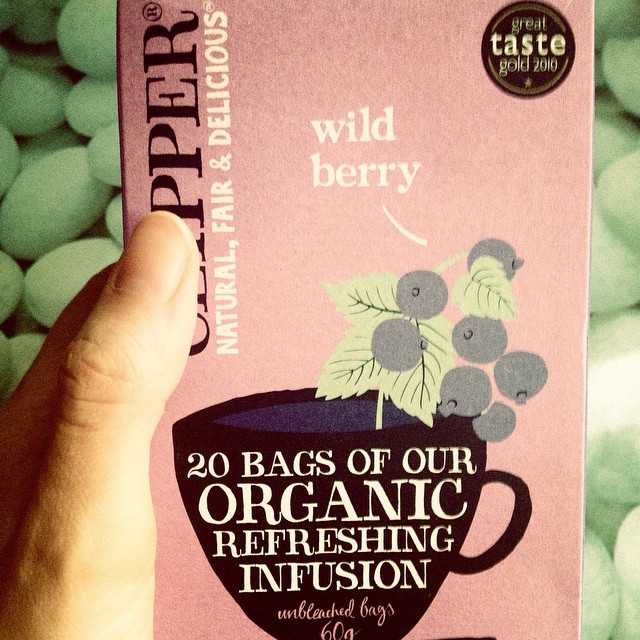 CLIPPER®
NATURAL, FAIR & DELICIOUS®
great
taste
gold 2010
wild
berry
20 BAGS OF OUR
ORGANIC
REFRESHING
INFUSION
unbleached bags
60g